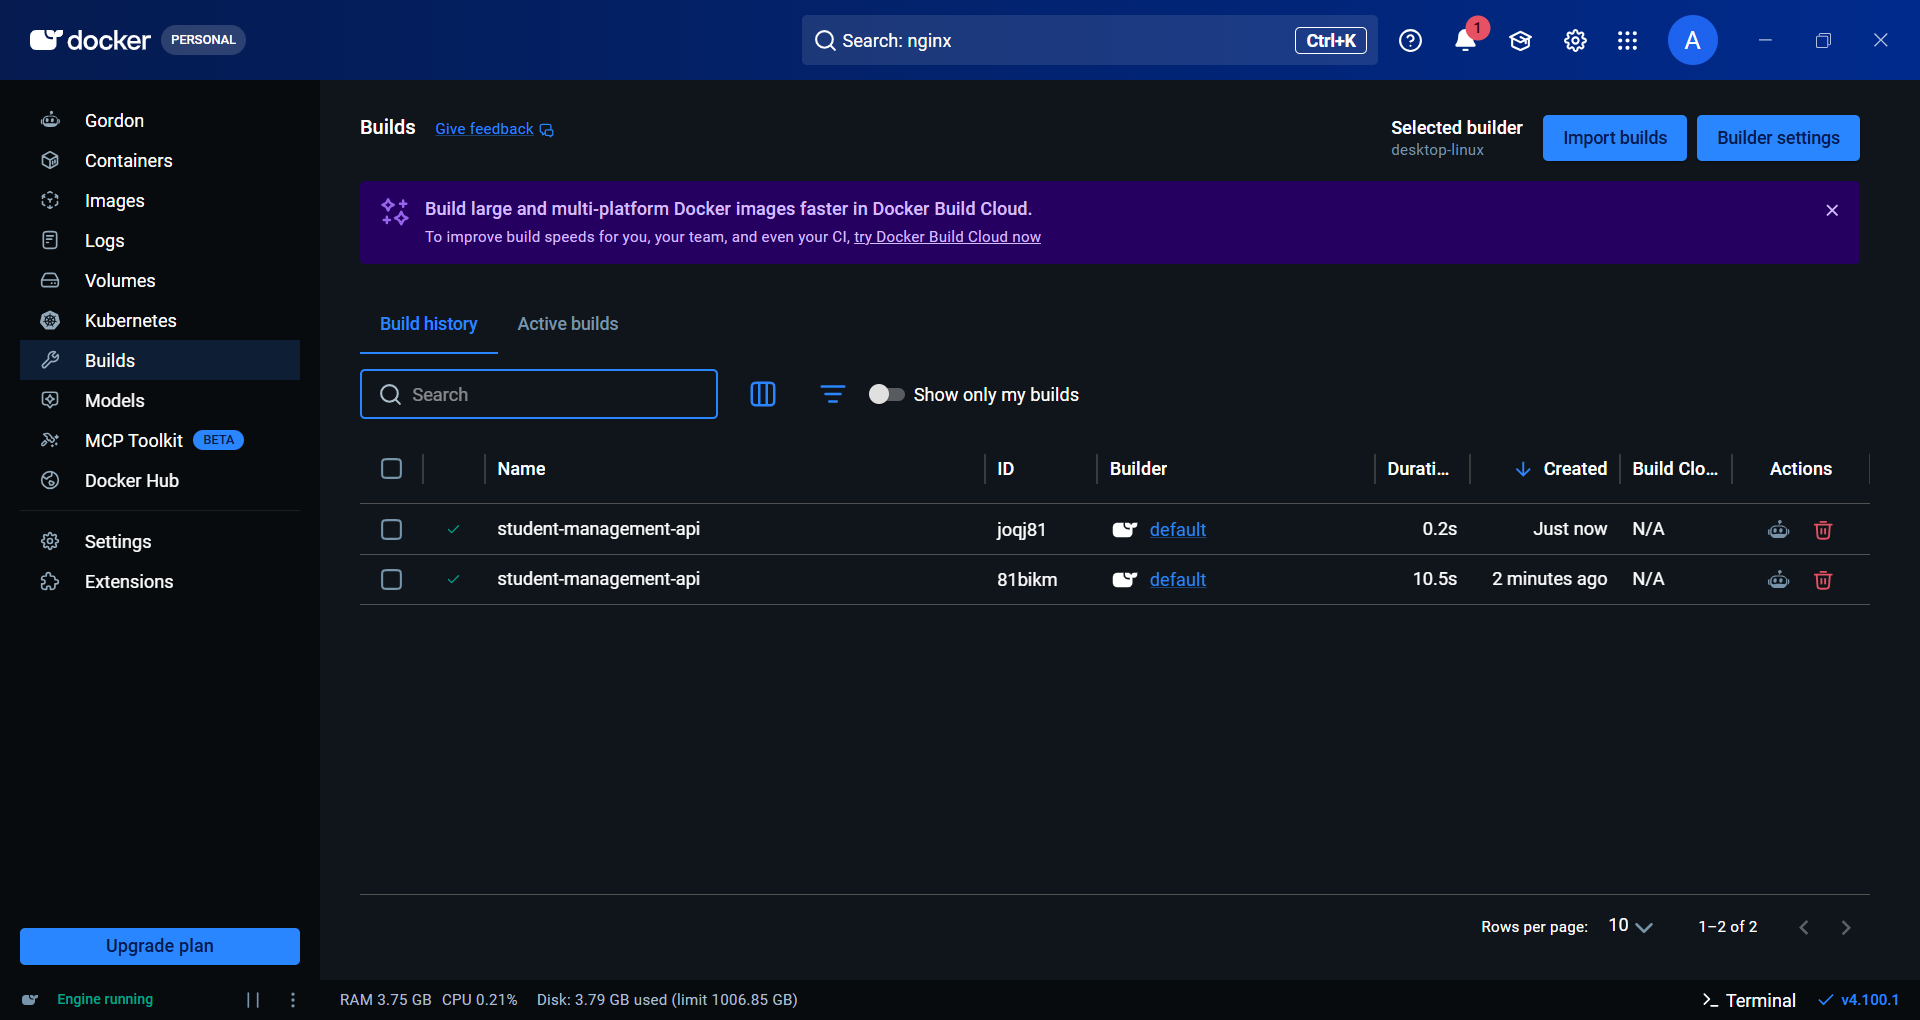 docker PERSONAL
Search: nginx Ctrl+K
1
A
Gordon
Containers
Images
Logs
Volumes
Kubernetes
Builds
Models
MCP Toolkit BETA
Docker Hub
Settings
Extensions
Upgrade plan
Builds Give feedback
Selected builder
desktop-linux
Import builds
Builder settings
Build large and multi-platform Docker images faster in Docker Build Cloud.
To improve build speeds for you, your team, and even your CI, try Docker Build Cloud now
Build history Active builds
Search
Show only my builds
Name ID Builder Durati... Created Build Clo... Actions
student-management-api joqj81 default 0.2s Just now N/A
student-management-api 81bikm default 10.5s 2 minutes ago N/A
Rows per page: 10 1–2 of 2
Engine running
RAM 3.75 GB CPU 0.21% Disk: 3.79 GB used (limit 1006.85 GB)
Terminal v4.100.1